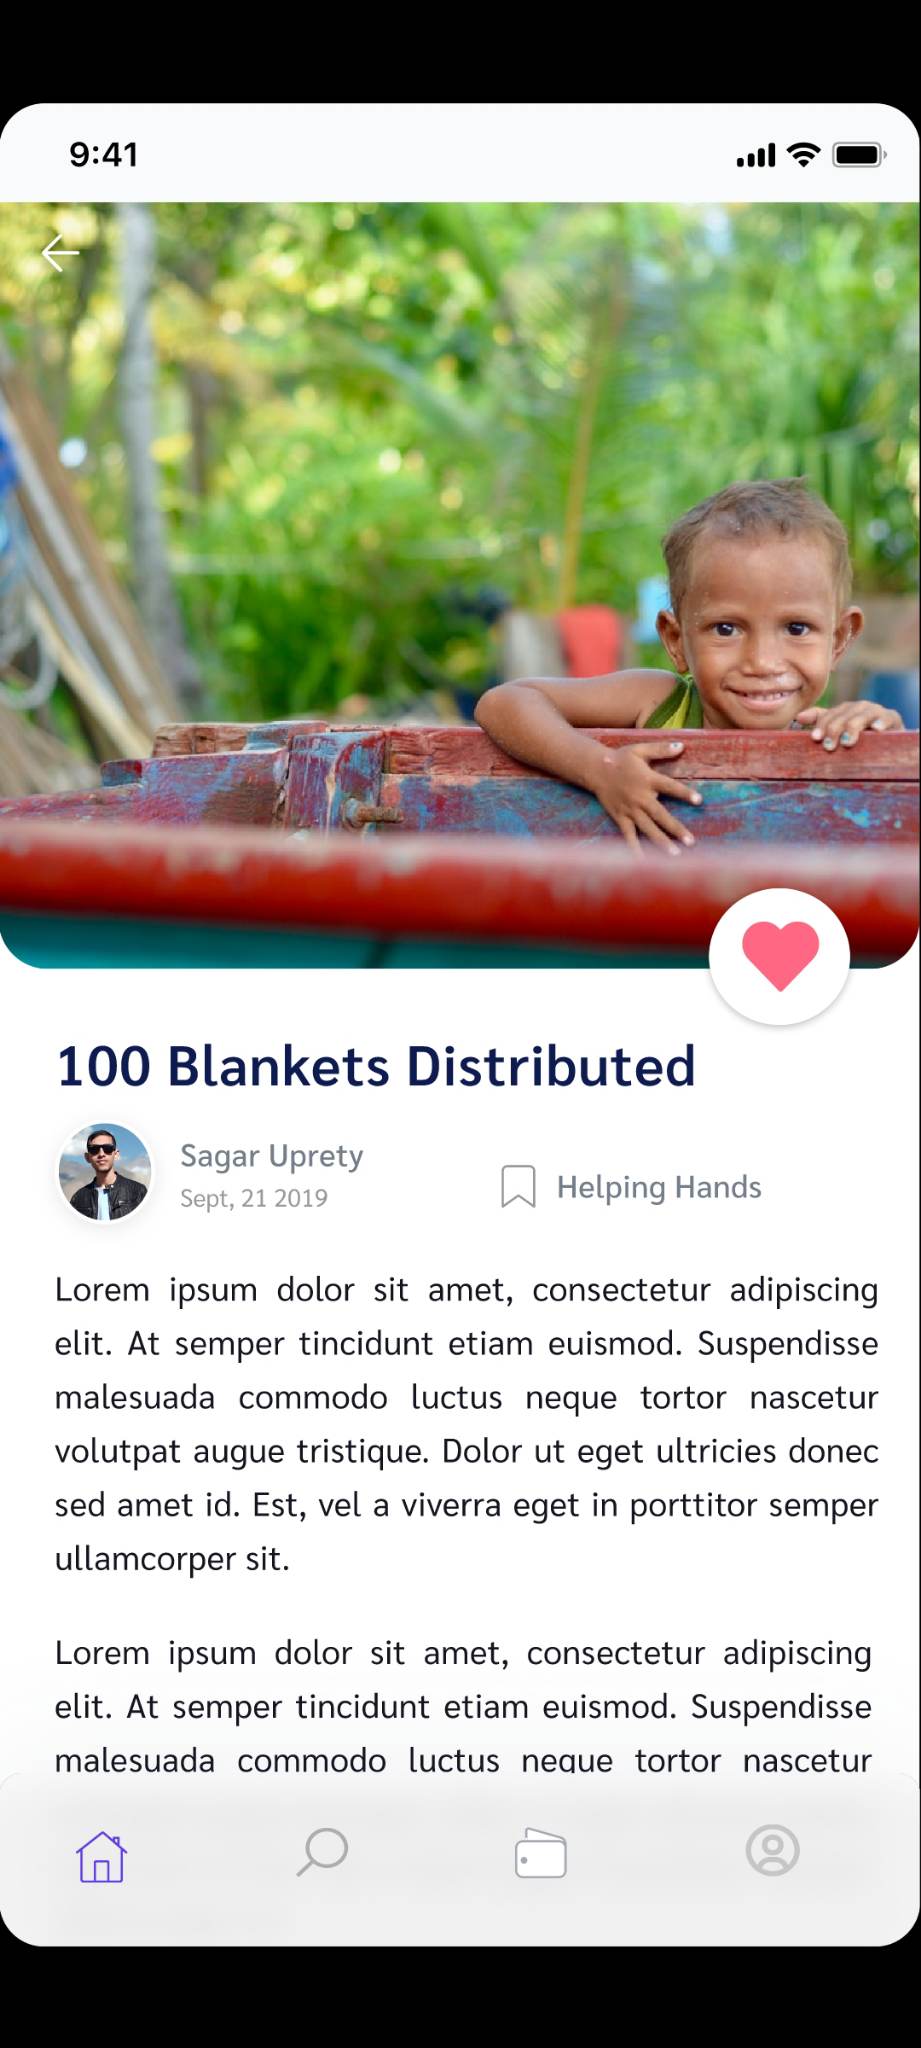 9:41
100 Blankets Distributed
Sagar Uprety
Sept, 21 2019
Helping Hands
Lorem ipsum dolor sit amet, consectetur adipiscing
elit. At semper tincidunt etiam euismod. Suspendisse
malesuada commodo luctus neque tortor nascetur
volutpat augue tristique. Dolor ut eget ultricies donec
sed amet id. Est, vel a viverra eget in porttitor semper
ullamcorper sit.
Lorem ipsum dolor sit amet, consectetur adipiscing
elit. At semper tincidunt etiam euismod. Suspendisse
malesuada commodo luctus neque tortor nascetur